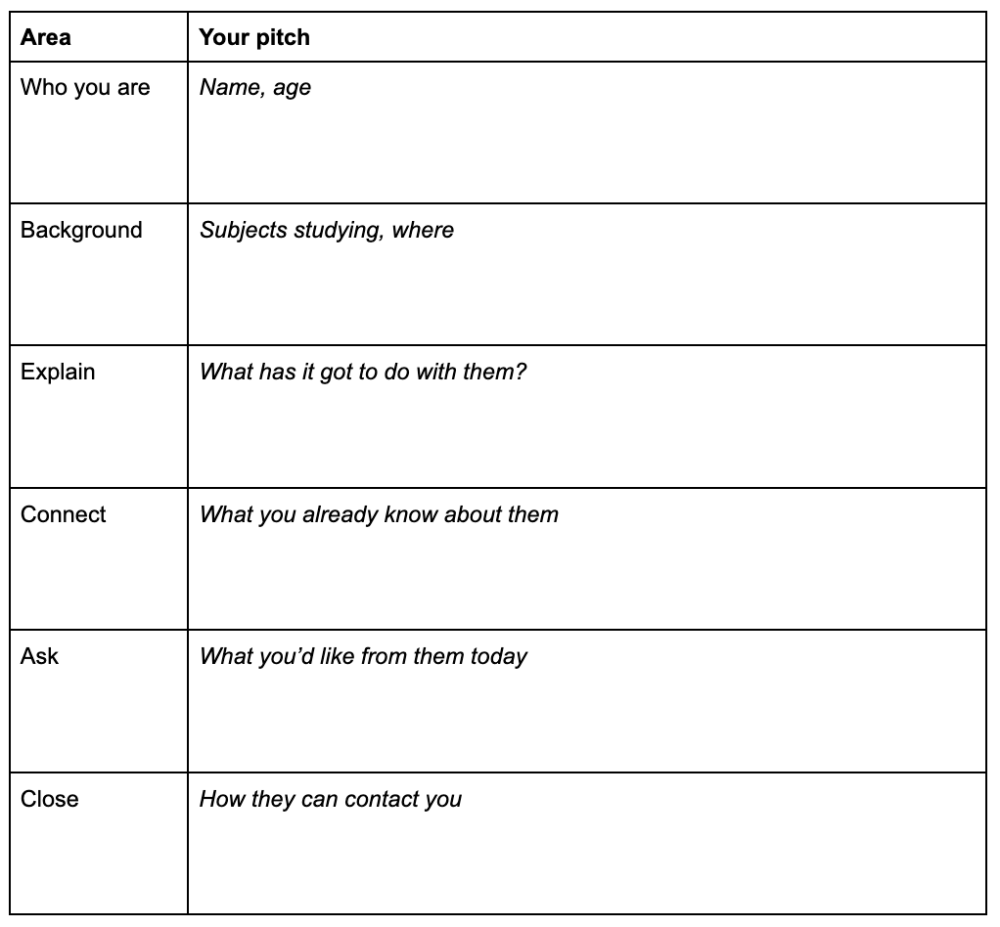 Area Your pitch
Who you are Name, age
Background Subjects studying, where
Explain What has it got to do with them?
Connect What you already know about them
Ask What you’d like from them today
Close How they can contact you